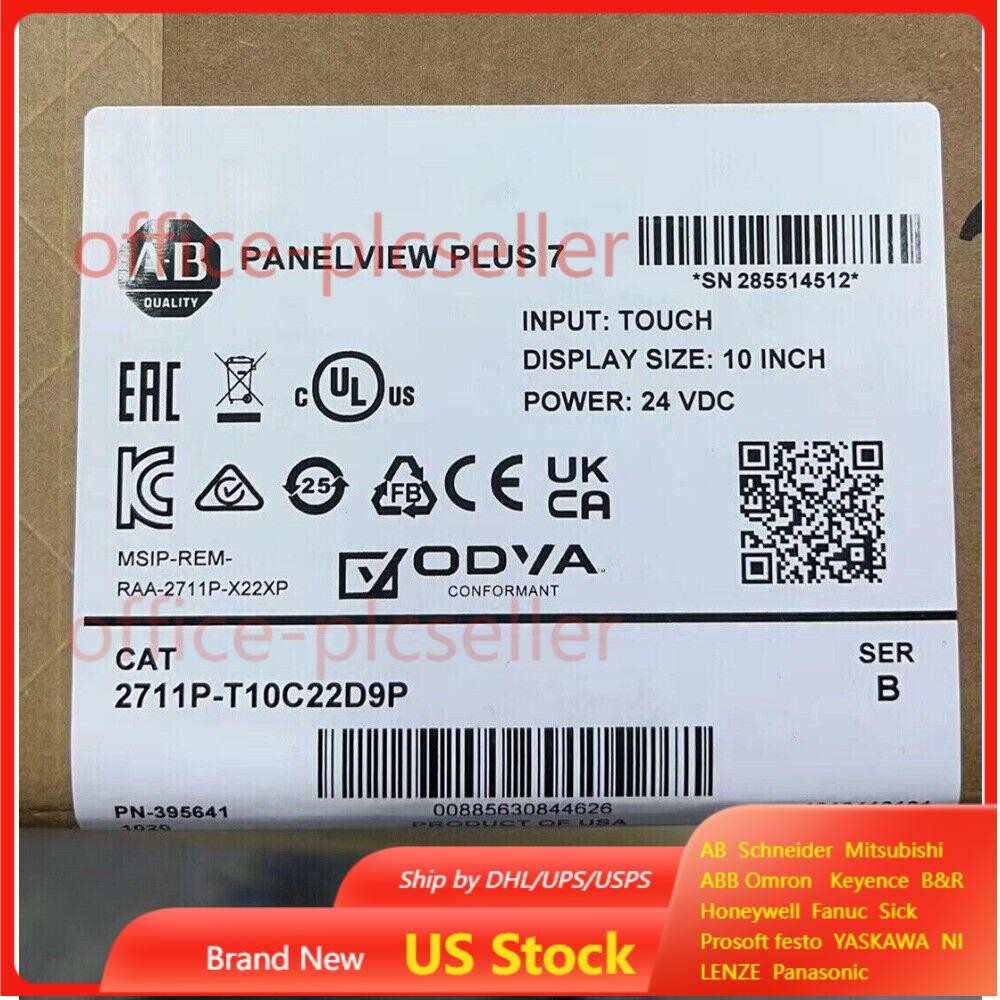 office-plcseller
A-B
QUALITY
PANELVIEW PLUS 7
*SN 285514512*
INPUT: TOUCH
DISPLAY SIZE: 10 INCH
POWER: 24 VDC
EAC
C UL US
25
FB
CE
UK
CA
MSIP-REM-
RAA-2711P-X22XP
ODVA
CONFORMANT
office-plcseller
CAT
2711P-T10C22D9P
SER
B
00885630844626
PN-395641
PRODUCT OF USA
Ship by DHL/UPS/USPS
Brand New
US Stock
AB Schneider Mitsubishi
ABB Omron Keyence B&R
Honeywell Fanuc Sick
Prosoft festo YASKAWA NI
LENZE Panasonic